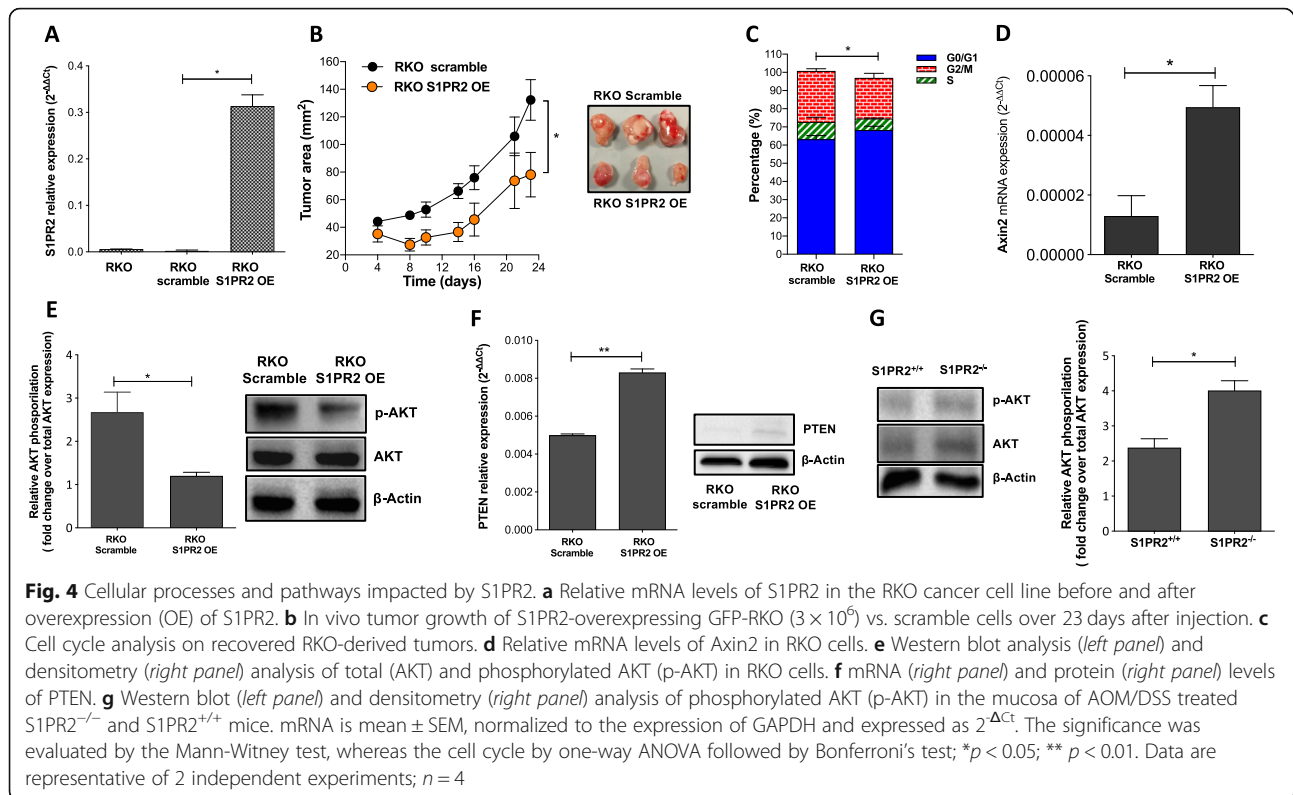 A
S1PR2 relative expression (2-ΔΔCt)
0.4
0.3
0.2
0.1
0.0
RKO
RKO
scramble
RKO
S1PR2 OE
*
B
Tumor area (mm2)
160
140
120
100
80
60
40
20
RKO scramble
RKO S1PR2 OE
*
0 4 8 12 16 20 24
Time (days)
RKO Scramble
RKO S1PR2 OE
C
Percentage (%)
110
100
90
80
70
60
50
40
30
20
10
0
*
RKO
scramble
RKO
S1PR2 OE
G0/G1
G2/M
S
D
Axin2 mRNA expession (2-ΔΔCt)
0.00006
0.00004
0.00002
0.00000
*
RKO
Scramble
RKO
S1PR2 OE
E
Relative AKT phosporilation
( fold change over total AKT expression)
4
3
2
1
0
*
RKO
Scramble
RKO
S1PR2 OE
RKO
Scramble
RKO
S1PR2 OE
p-AKT
AKT
β-Actin
F
PTEN relative expression (2-ΔΔCt)
0.010
0.008
0.006
0.004
0.002
0.000
**
RKO
Scramble
RKO
S1PR2 OE
PTEN
β-Actin
RKO
scramble
RKO
S1PR2 OE
G
S1PR2+/+ S1PR2-/-
p-AKT
AKT
β-Actin
Relative AKT phosporilation
( fold change over total AKT expression)
5
4
3
2
1
0
*
S1PR2+/+ S1PR2-/-
Fig. 4 Cellular processes and pathways impacted by S1PR2. a Relative mRNA levels of S1PR2 in the RKO cancer cell line before and after
overexpression (OE) of S1PR2. b In vivo tumor growth of S1PR2-overexpressing GFP-RKO (3 × 10⁶) vs. scramble cells over 23 days after injection. c
Cell cycle analysis on recovered RKO-derived tumors. d Relative mRNA levels of Axin2 in RKO cells. e Western blot analysis (left panel) and
densitometry (right panel) analysis of total (AKT) and phosphorylated AKT (p-AKT) in RKO cells. f mRNA (right panel) and protein (right panel) levels
of PTEN. g Western blot (left panel) and densitometry (right panel) analysis of phosphorylated AKT (p-AKT) in the mucosa of AOM/DSS treated
S1PR2−/− and S1PR2+/+ mice. mRNA is mean ± SEM, normalized to the expression of GAPDH and expressed as 2-ΔCt. The significance was
evaluated by the Mann-Witney test, whereas the cell cycle by one-way ANOVA followed by Bonferroni's test; *p < 0.05; ** p < 0.01. Data are
representative of 2 independent experiments; n = 4